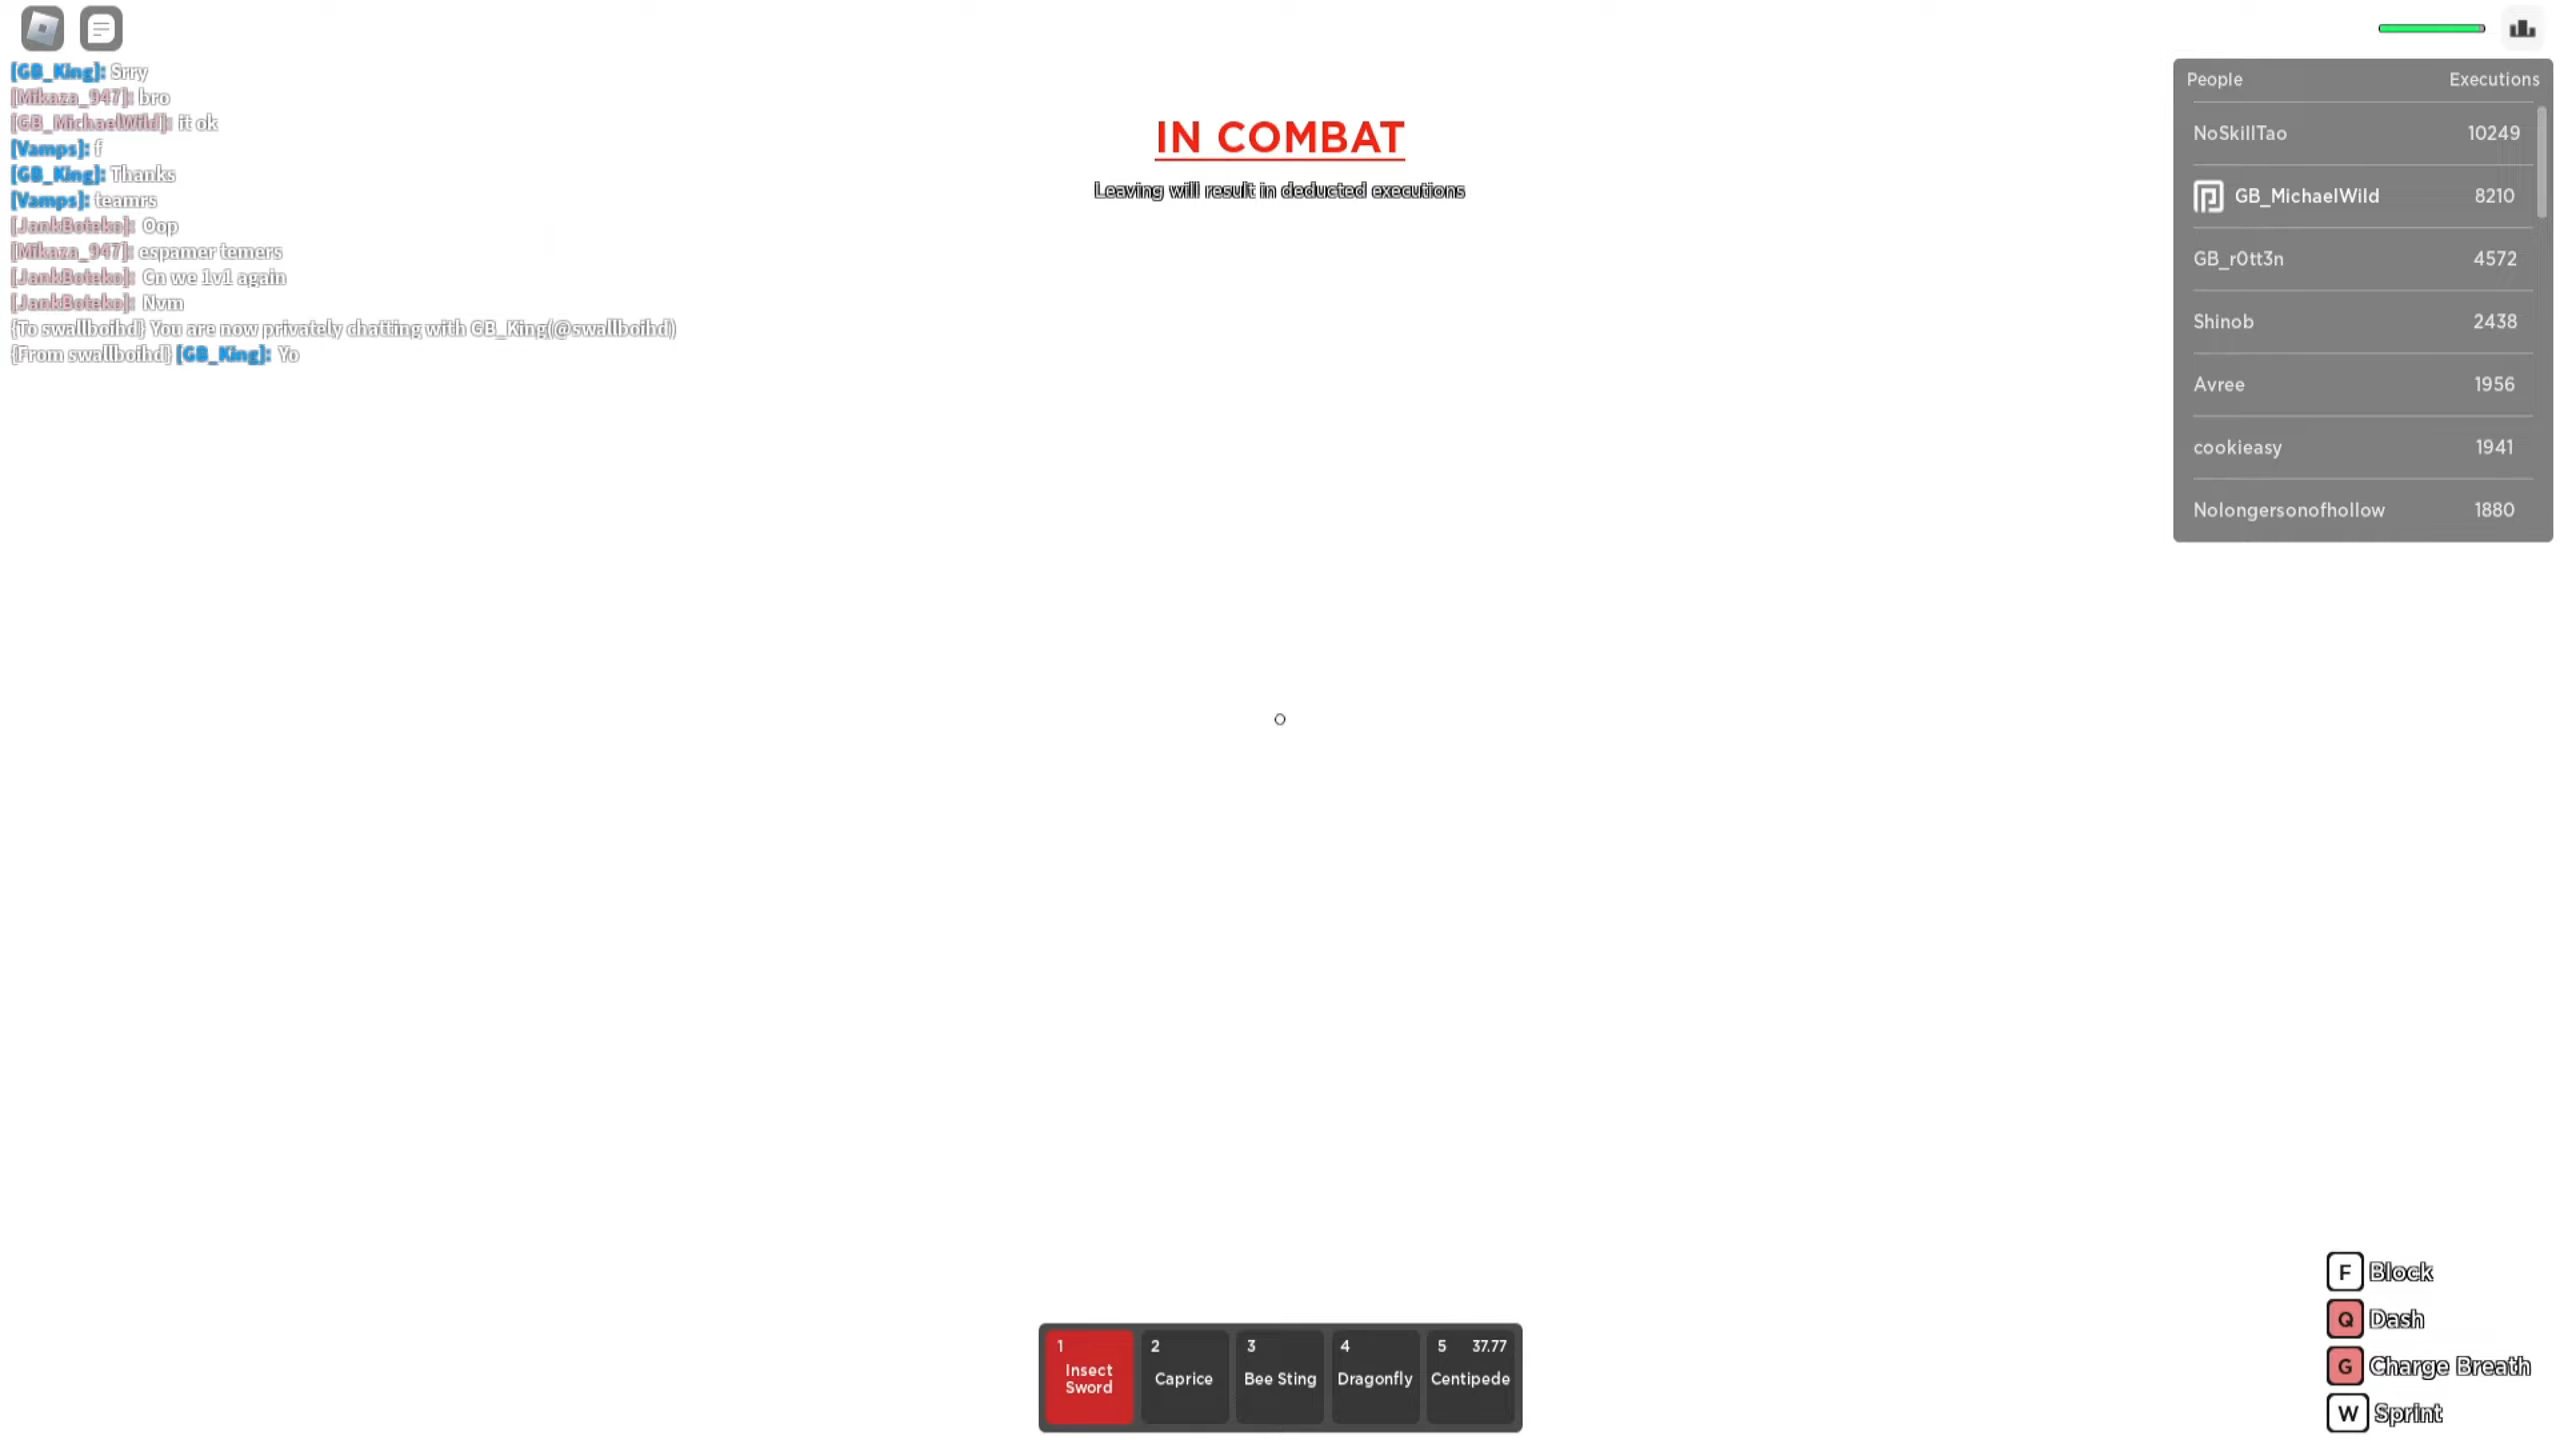 [GB_King]: Srry
[Mikaza_947]: bro
[GB_MichaelWild]: it ok
[Vamps]: f
[GB_King]: Thanks
[Vamps]: teamrs
[JankBoteko]: Oop
[Mikaza_947]: espamer temers
[JankBoteko]: Cn we 1v1 again
[JankBoteko]: Nvm
{To swallboihd} You are now privately chatting with GB_King(@swallboihd)
{From swallboihd} [GB_King]: Yo
IN COMBAT
Leaving will result in deducted executions
People Executions
NoSkillTao 10249
GB_MichaelWild 8210
GB_r0tt3n 4572
Shinob 2438
Avree 1956
cookieasy 1941
Nolongersonofhollow 1880
F Block
Q Dash
G Charge Breath
W Sprint
1 Insect Sword
2 Caprice
3 Bee Sting
4 Dragonfly
5 37.77 Centipede